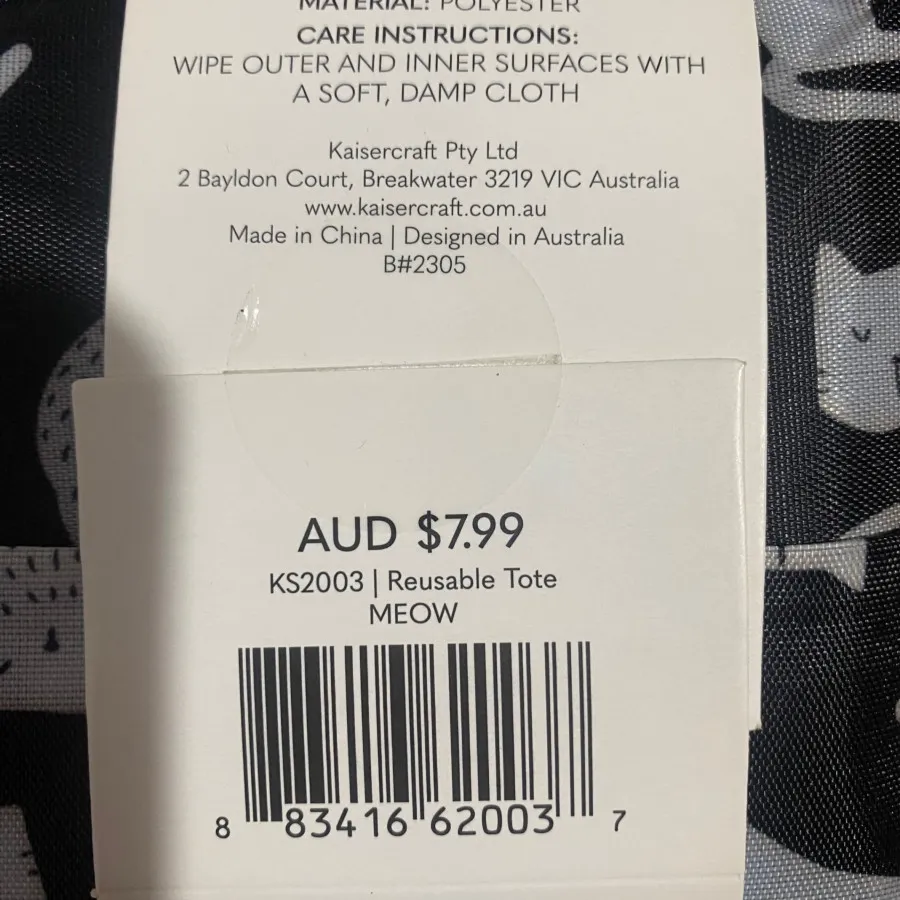 MATERIAL: POLYESTER
CARE INSTRUCTIONS:
WIPE OUTER AND INNER SURFACES WITH
A SOFT, DAMP CLOTH
Kaisercraft Pty Ltd
2 Bayldon Court, Breakwater 3219 VIC Australia
www.kaisercraft.com.au
Made in China | Designed in Australia
B#2305
AUD $7.99
KS2003 | Reusable Tote
MEOW
8 83416 62003 7